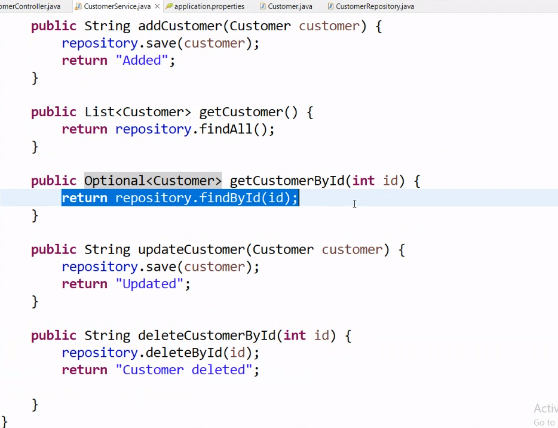 omerController.java CustomerService.java application.properties Customer.java CustomerRepository.java
public String addCustomer(Customer customer) {
repository.save(customer);
return "Added";
}
public List<Customer> getCustomer() {
return repository.findAll();
}
public Optional<Customer> getCustomerById(int id) {
return repository.findById(id);
}
public String updateCustomer(Customer customer) {
repository.save(customer);
return "Updated";
}
public String deleteCustomerById(int id) {
repository.deleteById(id);
return "Customer deleted";
}
}
Activ
Go to